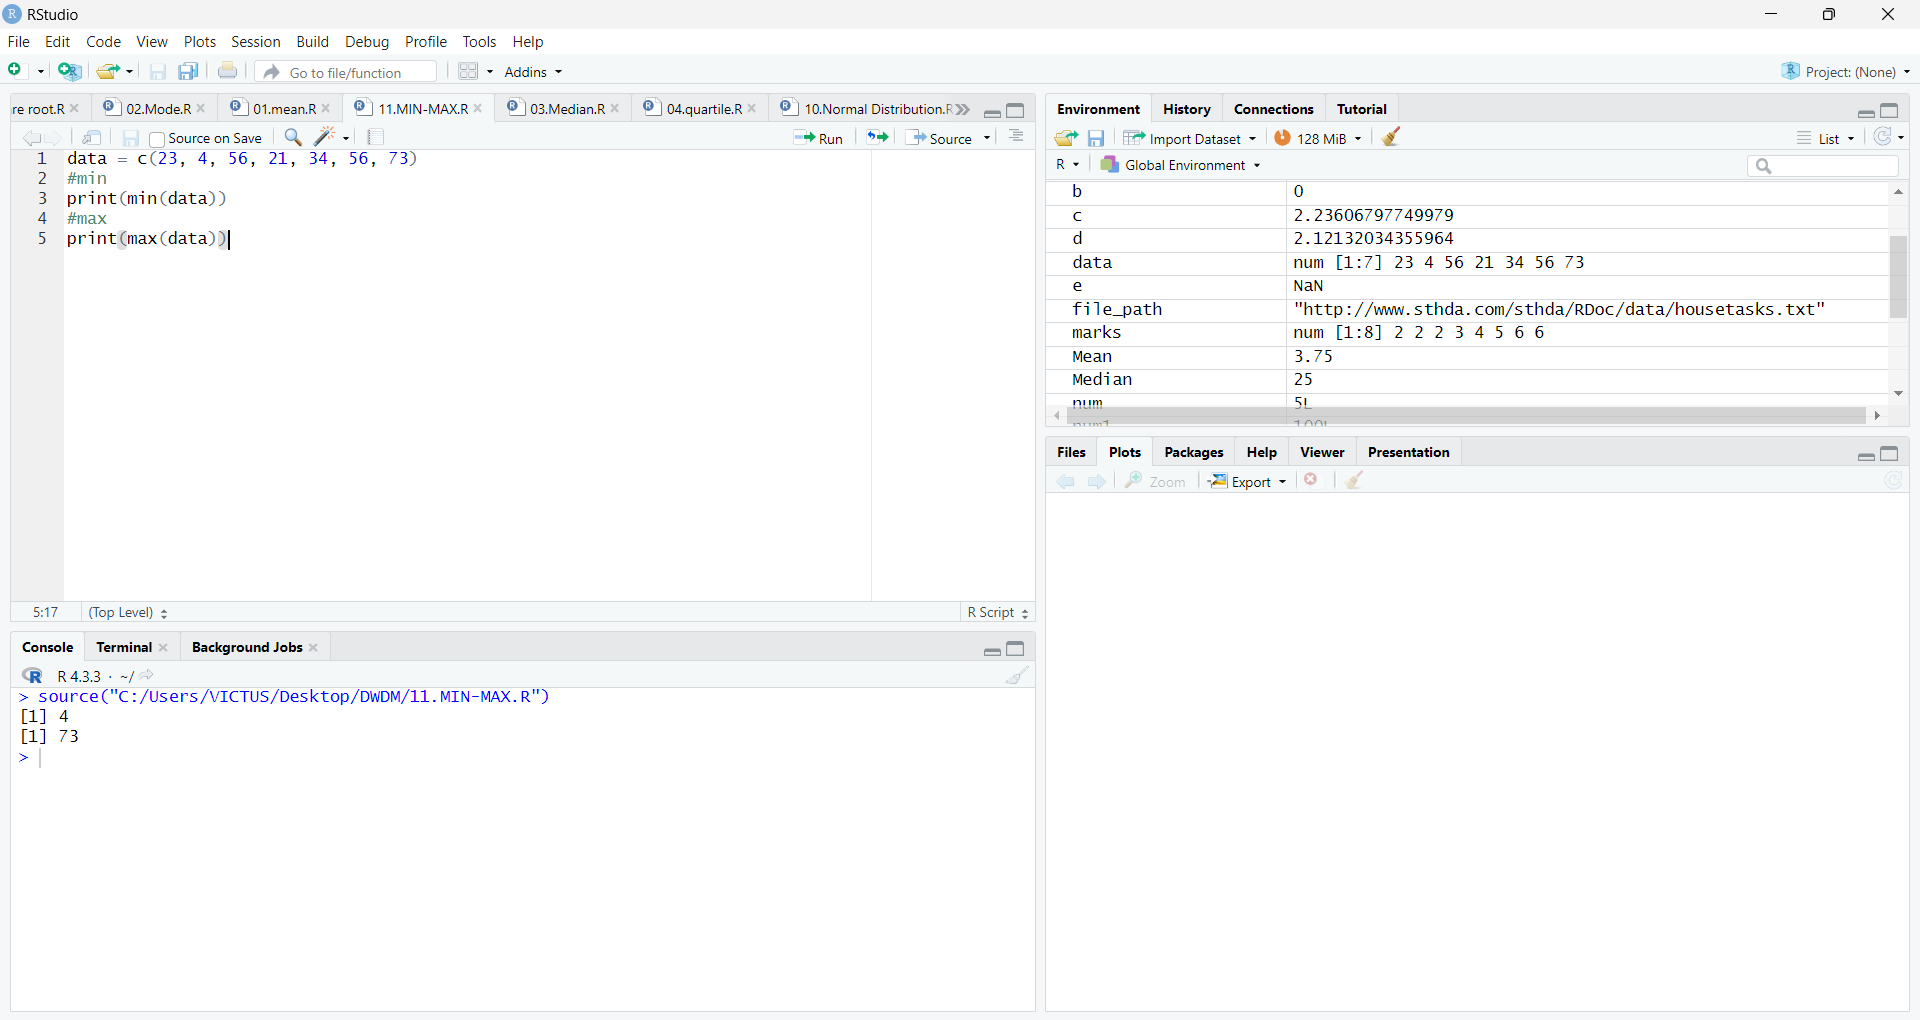 RStudio
File Edit Code View Plots Session Build Debug Profile Tools Help
Go to file/function Addins Project: (None)
re root.R 02.Mode.R 01.mean.R 11.MIN-MAX.R 03.Median.R 04.quartile.R 10.Normal Distribution.R
Source on Save Run Source
1 data = c(23, 4, 56, 21, 34, 56, 73)
2 #min
3 print(min(data))
4 #max
5 print(max(data))
5:17 (Top Level) R Script
Console Terminal Background Jobs
R 4.3.3 · ~/
> source("C:/Users/VICTUS/Desktop/DWDM/11.MIN-MAX.R")
[1] 4
[1] 73
>
Environment History Connections Tutorial
Import Dataset 128 MiB List
R Global Environment
b 0
c 2.23606797749979
d 2.12132034355964
data num [1:7] 23 4 56 21 34 56 73
e NaN
file_path "http://www.sthda.com/sthda/RDoc/data/housetasks.txt"
marks num [1:8] 2 2 2 3 4 5 6 6
Mean 3.75
Median 25
num 5L
Files Plots Packages Help Viewer Presentation
Zoom Export